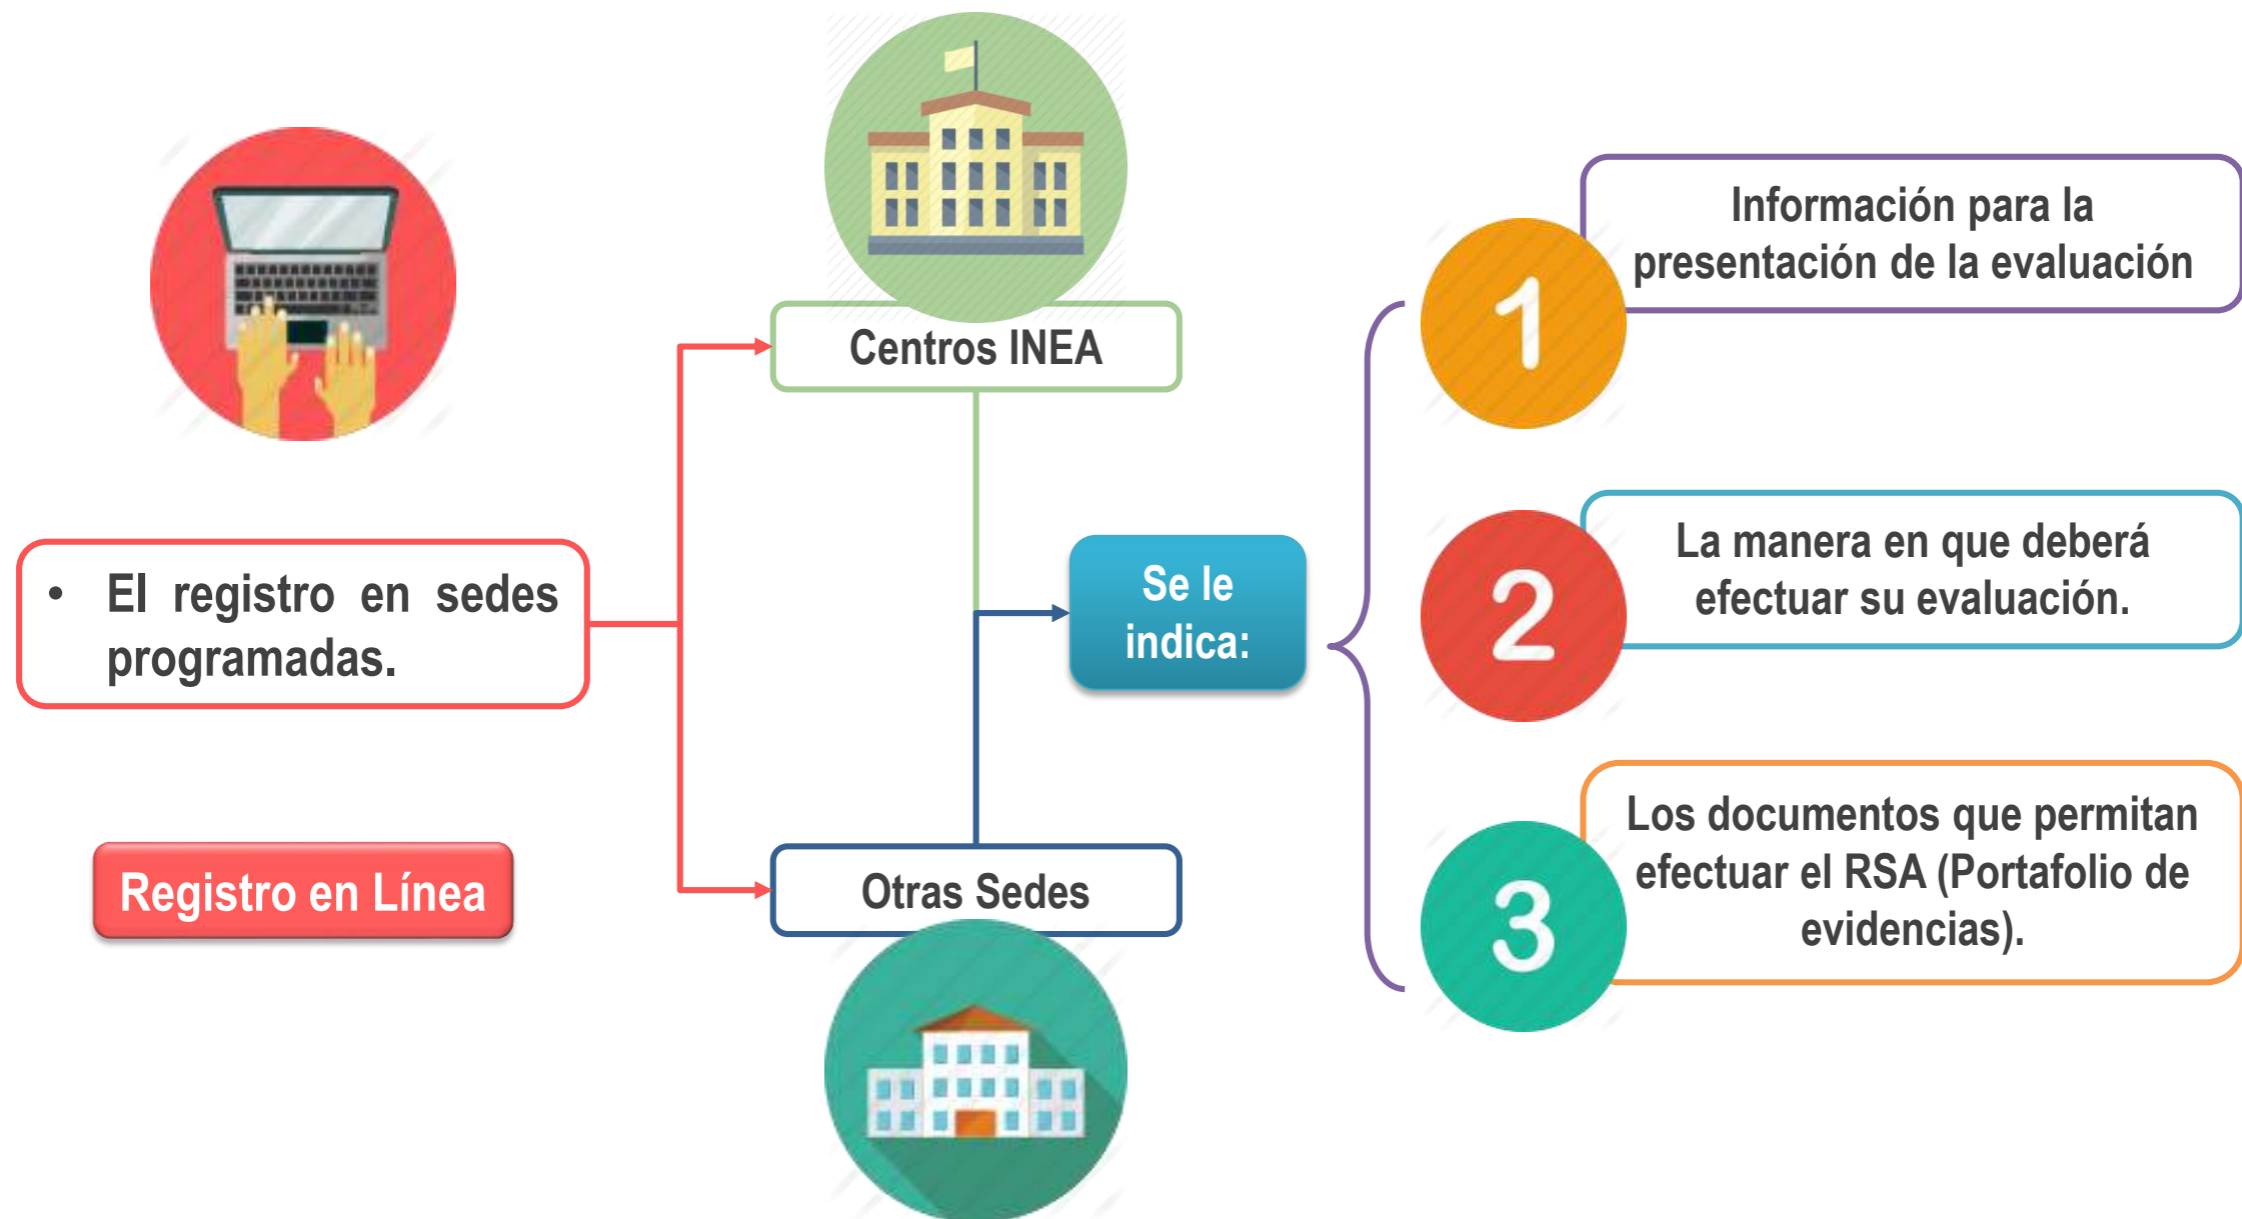 • El registro en sedes
programadas.
Registro en Línea
Centros INEA
Otras Sedes
Se le
indica:
1
Información para la
presentación de la evaluación
2
La manera en que deberá
efectuar su evaluación.
3
Los documentos que permitan
efectuar el RSA (Portafolio de
evidencias).